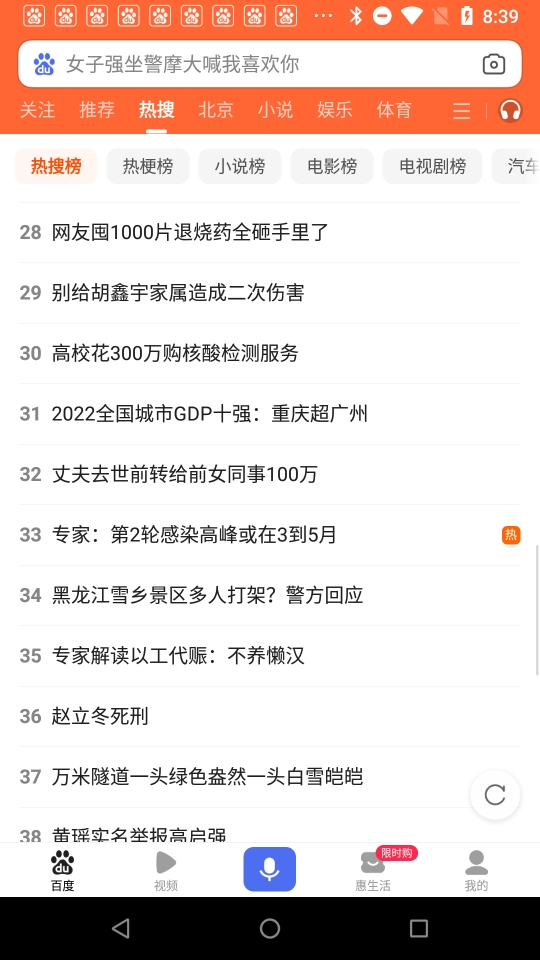 8:39
du 女子强坐警摩大喊我喜欢你
关注 推荐 热搜 北京 小说 娱乐 体育
热搜榜 热梗榜 小说榜 电影榜 电视剧榜 汽车
28 网友囤1000片退烧药全砸手里了
29 别给胡鑫宇家属造成二次伤害
30 高校花300万购核酸检测服务
31 2022全国城市GDP十强：重庆超广州
32 丈夫去世前转给前女同事100万
33 专家：第2轮感染高峰或在3到5月 热
34 黑龙江雪乡景区多人打架？警方回应
35 专家解读以工代赈：不养懒汉
36 赵立冬死刑
37 万米隧道一头绿色盎然一头白雪皑皑
38 黄瑶实名举报高启强
限时购
百度 视频 惠生活 我的